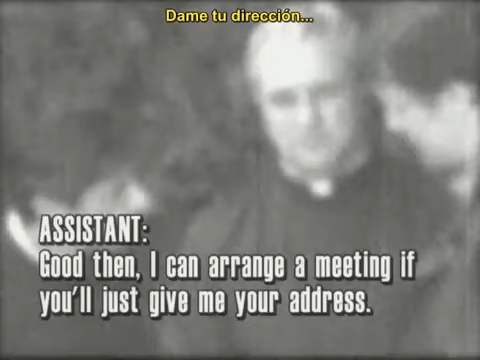 Dame tu dirección...
ASSISTANT:
Good then, I can arrange a meeting if
you'll just give me your address.